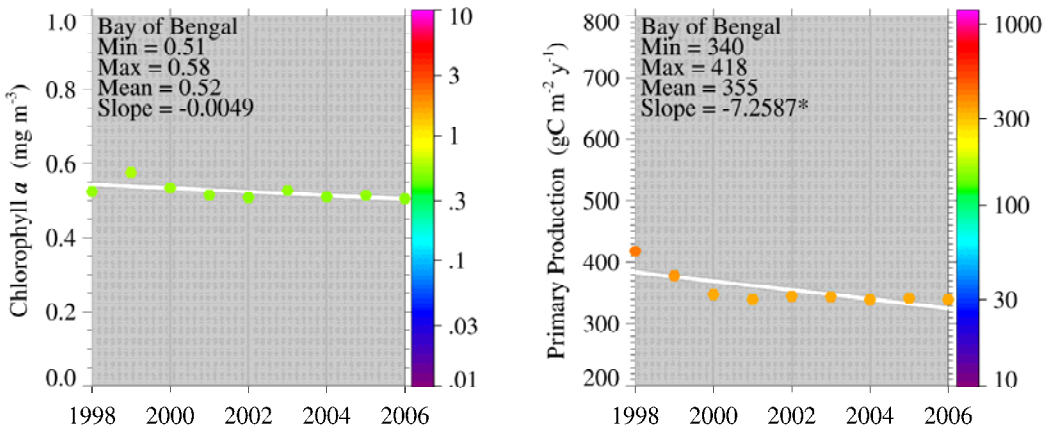 Bay of Bengal
Min = 0.51
Max = 0.58
Mean = 0.52
Slope = -0.0049
Chlorophyll a (mg m-3)
1.0
0.8
0.6
0.4
0.2
0.0
1998 2000 2002 2004 2006
10
3
1
.3
.1
.03
.01
Bay of Bengal
Min = 340
Max = 418
Mean = 355
Slope = -7.2587*
Primary Production (gC m-2 y-1)
800
700
600
500
400
300
200
1998 2000 2002 2004 2006
1000
300
100
30
10